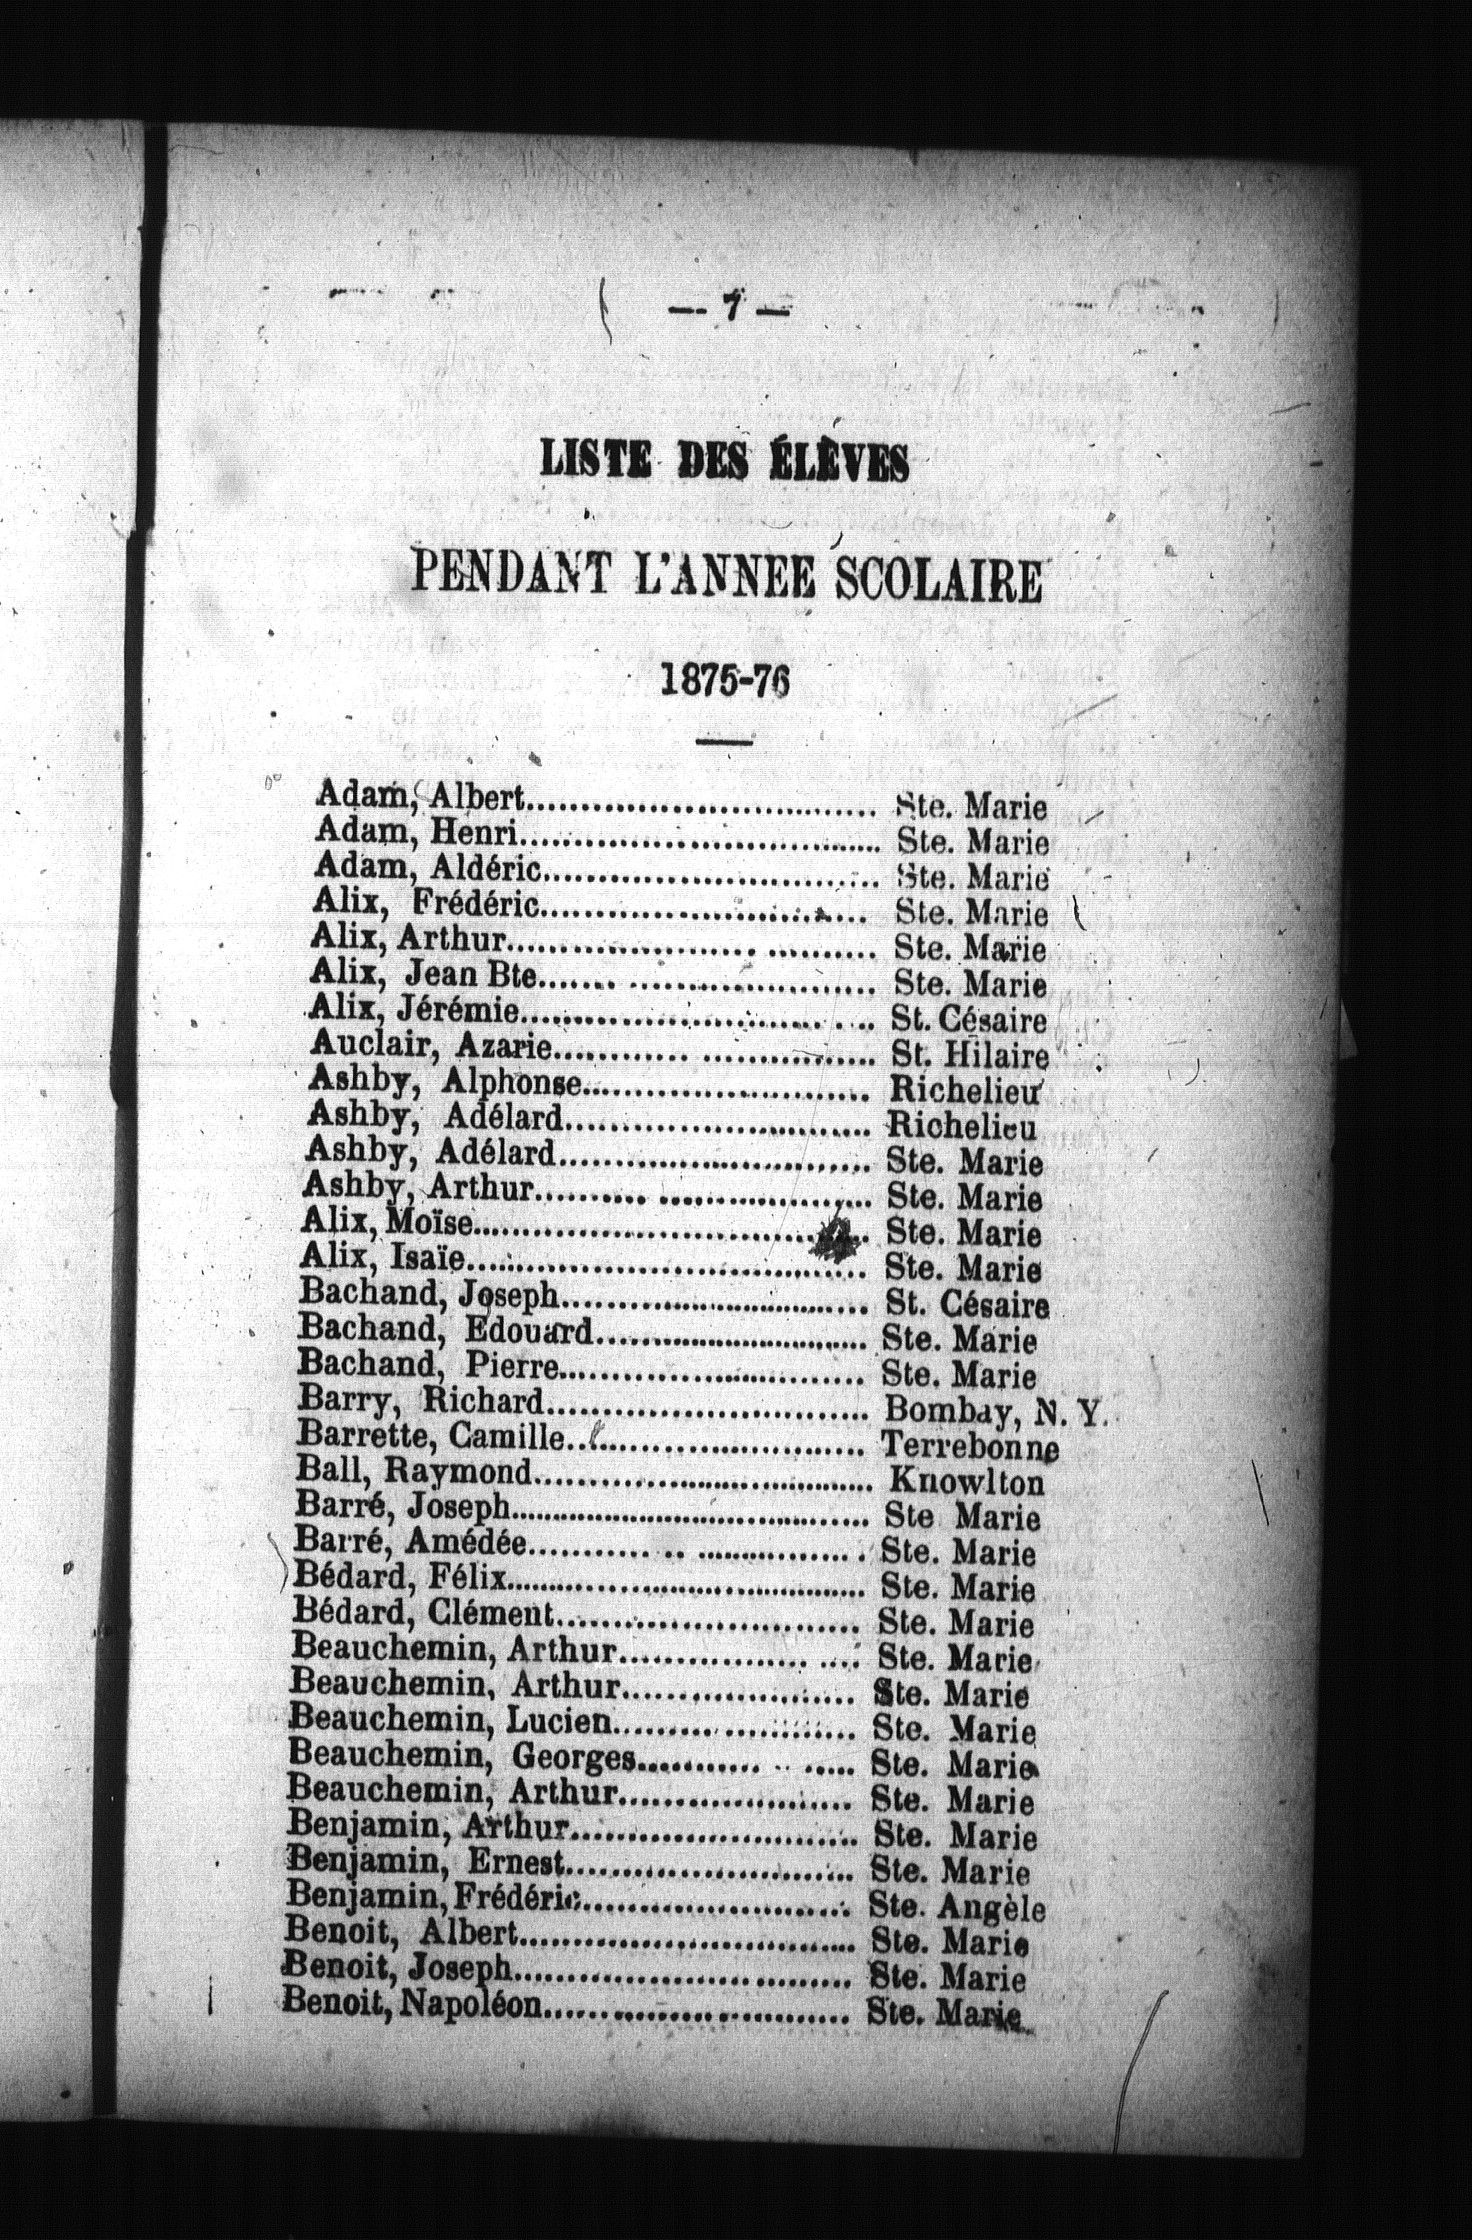 — 7 —
LISTE DES ÉLÈVES
PENDANT L'ANNEE SCOLAIRE
1875-76
Adam, Albert.................................. Ste. Marie
Adam, Henri.................................. Ste. Marie
Adam, Aldéric................................ Ste. Marie
Alix, Frédéric................................ Ste. Marie
Alix, Arthur.................................. Ste. Marie
Alix, Jean Bte................................ Ste. Marie
Alix, Jérémie................................. St. Césaire
Auclair, Azarie............................... St. Hilaire
Ashby, Alphonse............................. Richelieu
Ashby, Adélard.............................. Richelieu
Ashby, Adélard.............................. Ste. Marie
Ashby, Arthur................................ Ste. Marie
Alix, Moïse.................................... Ste. Marie
Alix, Isaïe..................................... Ste. Marie
Bachand, Joseph.............................. St. Césaire
Bachand, Edouard........................... Ste. Marie
Bachand, Pierre.............................. Ste. Marie
Barry, Richard................................ Bombay, N. Y.
Barrette, Camille............................. Terrebonne
Ball, Raymond................................ Knowlton
Barré, Joseph................................. Ste Marie
Barré, Amédée................................ Ste. Marie
Bédard, Félix.................................. Ste. Marie
Bédard, Clément.............................. Ste. Marie
Beauchemin, Arthur......................... Ste. Marie
Beauchemin, Arthur......................... Ste. Marie
Beauchemin, Lucien......................... Ste. Marie
Beauchemin, Georges....................... Ste. Marie
Beauchemin, Arthur......................... Ste. Marie
Benjamin, Arthur............................. Ste. Marie
Benjamin, Ernest............................. Ste. Marie
Benjamin, Frédéric........................... Ste. Angèle
Benoit, Albert................................. Ste. Marie
Benoit, Joseph................................ Ste. Marie
Benoit, Napoléon............................. Ste. Marie